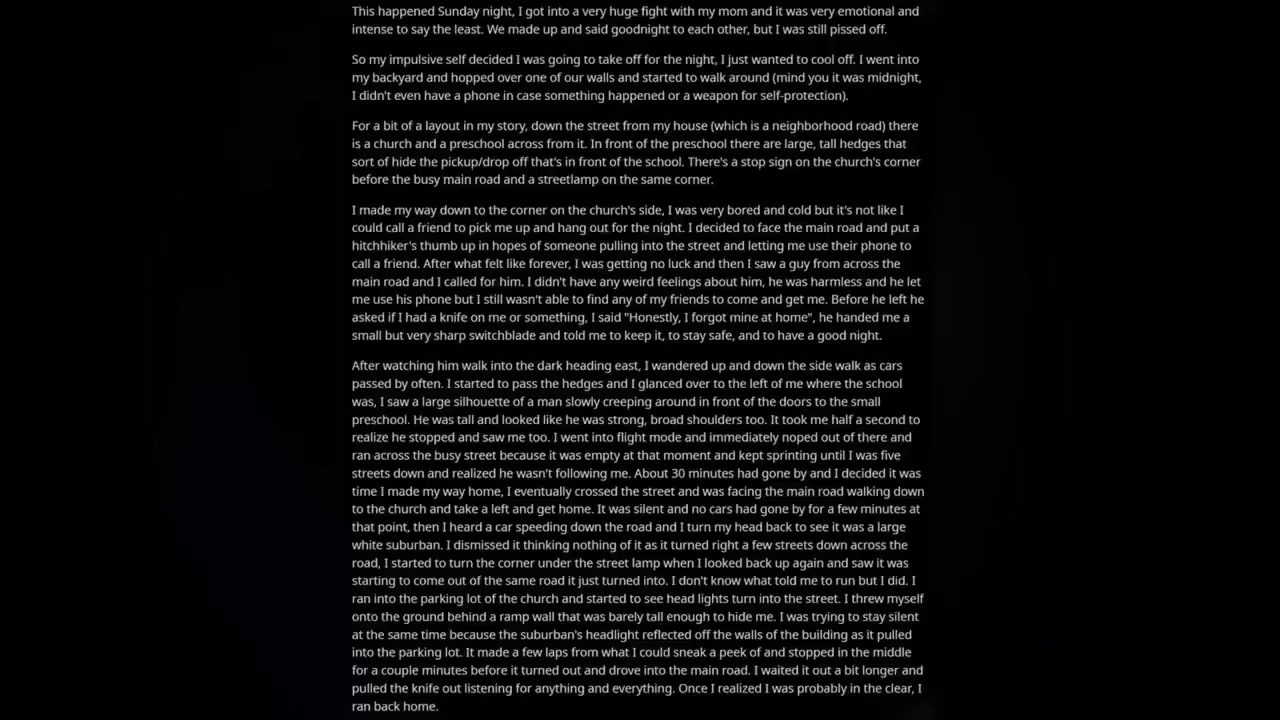 This happened Sunday night, I got into a very huge fight with my mom and it was very emotional and
intense to say the least. We made up and said goodnight to each other, but I was still pissed off.
So my impulsive self decided I was going to take off for the night, I just wanted to cool off. I went into
my backyard and hopped over one of our walls and started to walk around (mind you it was midnight,
I didn't even have a phone in case something happened or a weapon for self-protection).
For a bit of a layout in my story, down the street from my house (which is a neighborhood road) there
is a church and a preschool across from it. In front of the preschool there are large, tall hedges that
sort of hide the pickup/drop off that's in front of the school. There's a stop sign on the church's corner
before the busy main road and a streetlamp on the same corner.
I made my way down to the corner on the church's side, I was very bored and cold but it's not like I
could call a friend to pick me up and hang out for the night. I decided to face the main road and put a
hitchhiker's thumb up in hopes of someone pulling into the street and letting me use their phone to
call a friend. After what felt like forever, I was getting no luck and then I saw a guy from across the
main road and I called for him. I didn't have any weird feelings about him, he was harmless and he let
me use his phone but I still wasn't able to find any of my friends to come and get me. Before he left he
asked if I had a knife on me or something, I said "Honestly, I forgot mine at home", he handed me a
small but very sharp switchblade and told me to keep it, to stay safe, and to have a good night.
After watching him walk into the dark heading east, I wandered up and down the side walk as cars
passed by often. I started to pass the hedges and I glanced over to the left of me where the school
was, I saw a large silhouette of a man slowly creeping around in front of the doors to the small
preschool. He was tall and looked like he was strong, broad shoulders too. It took me half a second to
realize he stopped and saw me too. I went into flight mode and immediately noped out of there and
ran across the busy street because it was empty at that moment and kept sprinting until I was five
streets down and realized he wasn't following me. About 30 minutes had gone by and I decided it was
time I made my way home, I eventually crossed the street and was facing the main road walking down
to the church and take a left and get home. It was silent and no cars had gone by for a few minutes at
that point, then I heard a car speeding down the road and I turn my head back to see it was a large
white suburban. I dismissed it thinking nothing of it as it turned right a few streets down across the
road, I started to turn the corner under the street lamp when I looked back up again and saw it was
starting to come out of the same road it just turned into. I don't know what told me to run but I did. I
ran into the parking lot of the church and started to see head lights turn into the street. I threw myself
onto the ground behind a ramp wall that was barely tall enough to hide me. I was trying to stay silent
at the same time because the suburban's headlight reflected off the walls of the building as it pulled
into the parking lot. It made a few laps from what I could sneak a peek of and stopped in the middle
for a couple minutes before it turned out and drove into the main road. I waited it out a bit longer and
pulled the knife out listening for anything and everything. Once I realized I was probably in the clear, I
ran back home.